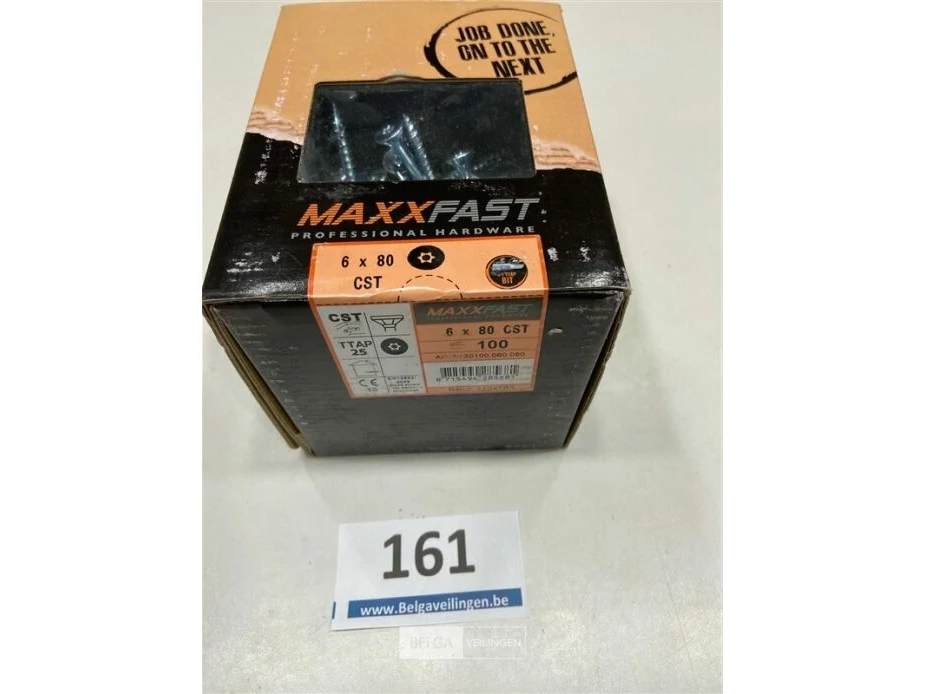 JOB DONE,
ON TO THE
NEXT
MAXXFAST
PROFESSIONAL HARDWARE
6 x 80
CST
BIT
CST
MAXXFAST
6 x 80 CST
TTAP
25
100
CE
161
www.Belgaveilingen.be
BELGA VEILINGEN